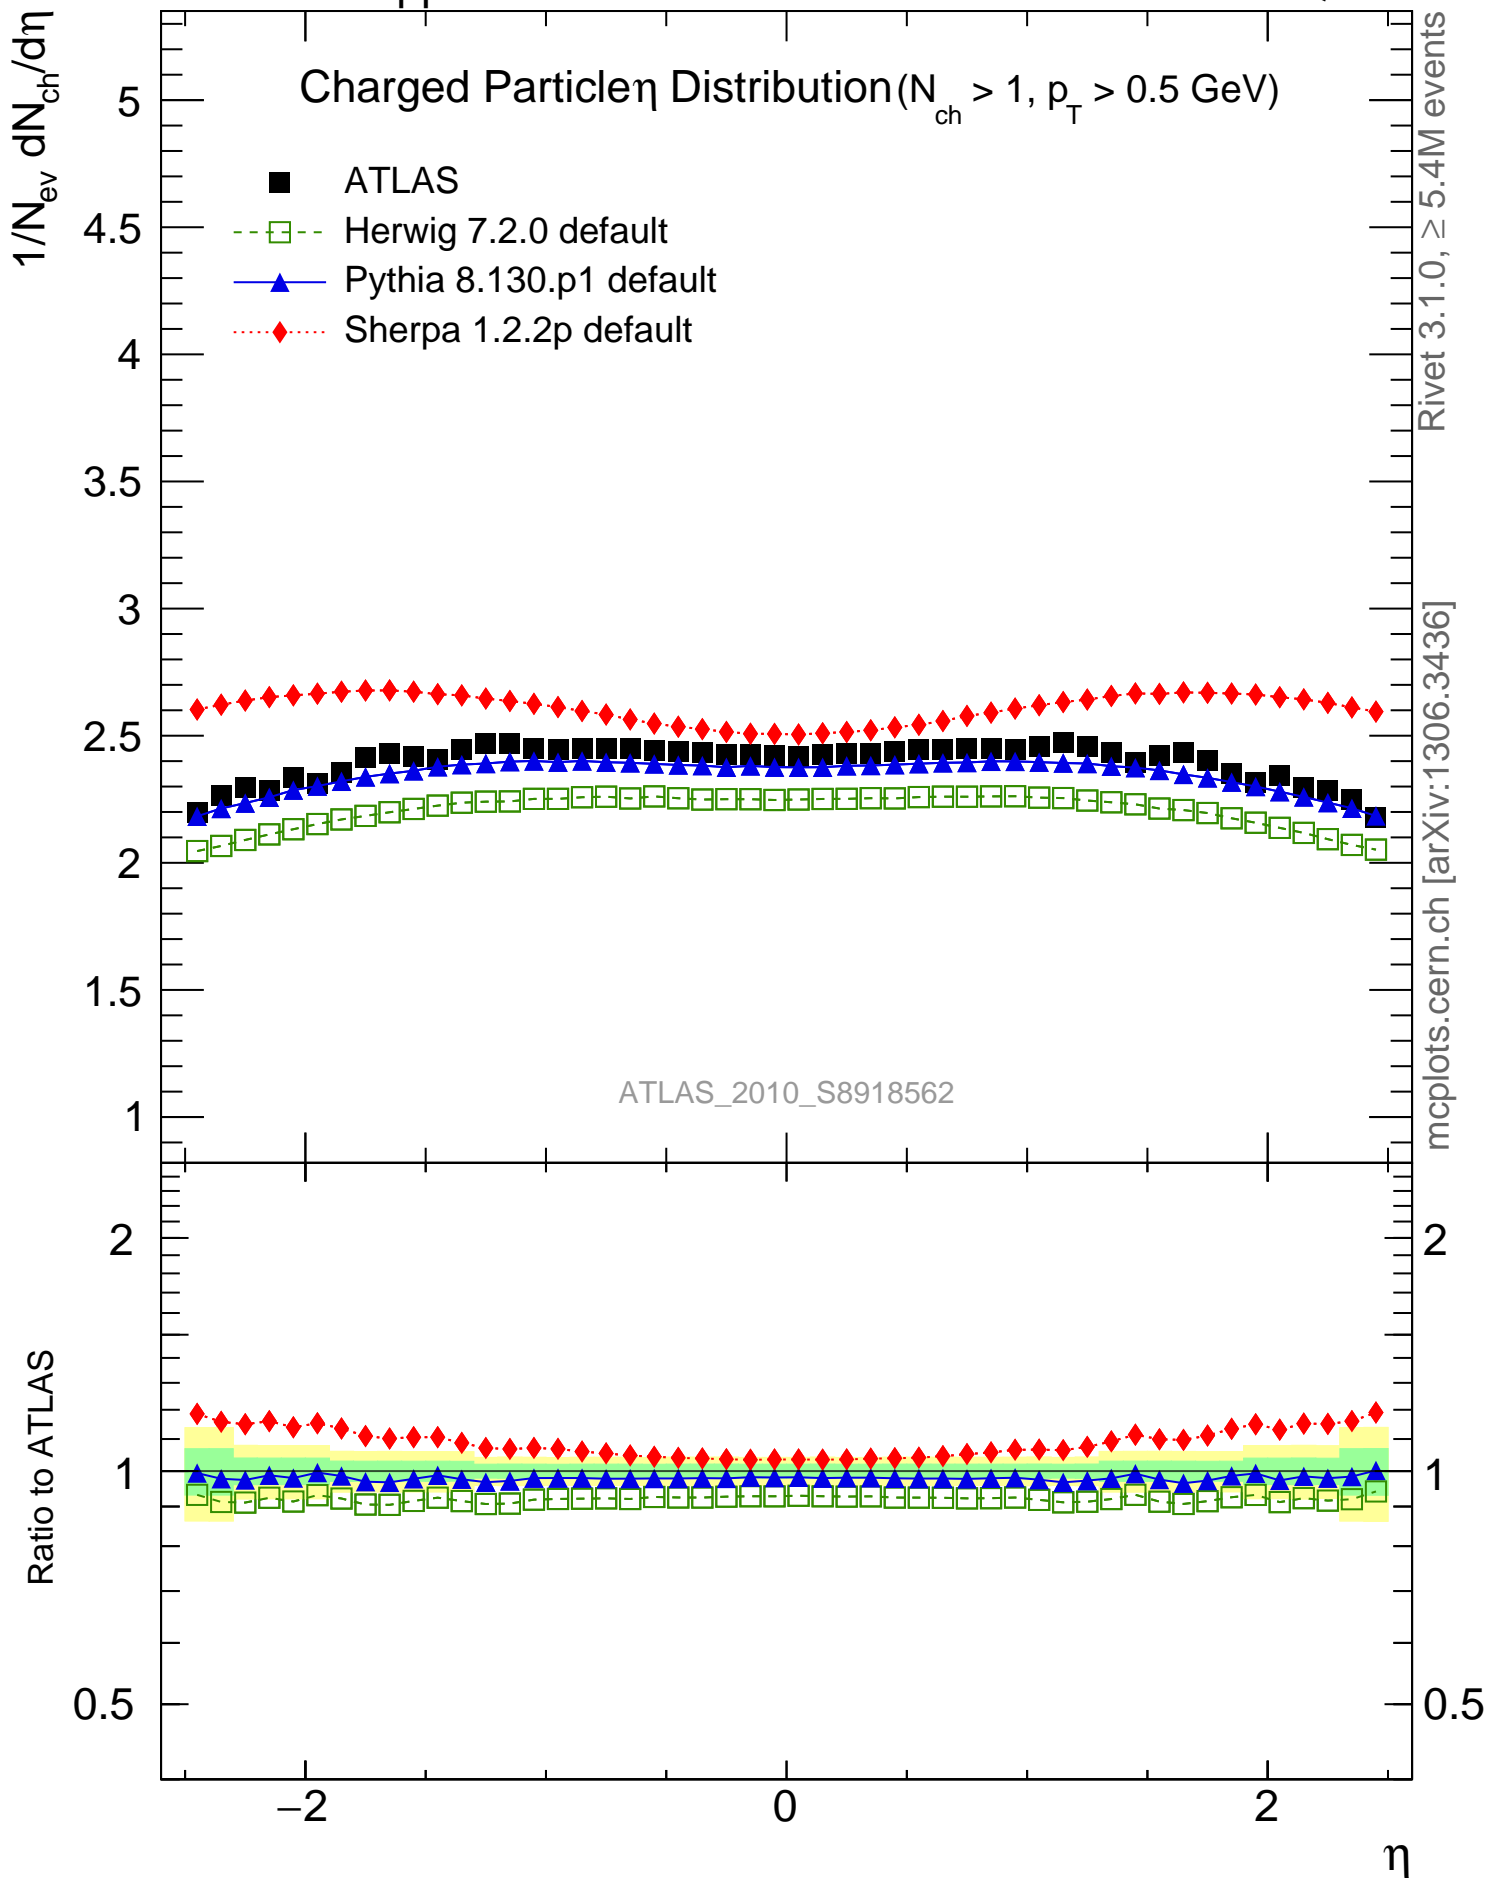 pp
1/N_ev dN_ch/dη
Charged Particleη Distribution (N_ch > 1, p_T > 0.5 GeV)
ATLAS
Herwig 7.2.0 default
Pythia 8.130.p1 default
Sherpa 1.2.2p default
5
4.5
4
3.5
3
2.5
2
1.5
1
ATLAS_2010_S8918562
Rivet 3.1.0, ≥ 5.4M events
mcplots.cern.ch [arXiv:1306.3436]
Ratio to ATLAS
2
1
0.5
2
1
0.5
−2
0
2
η